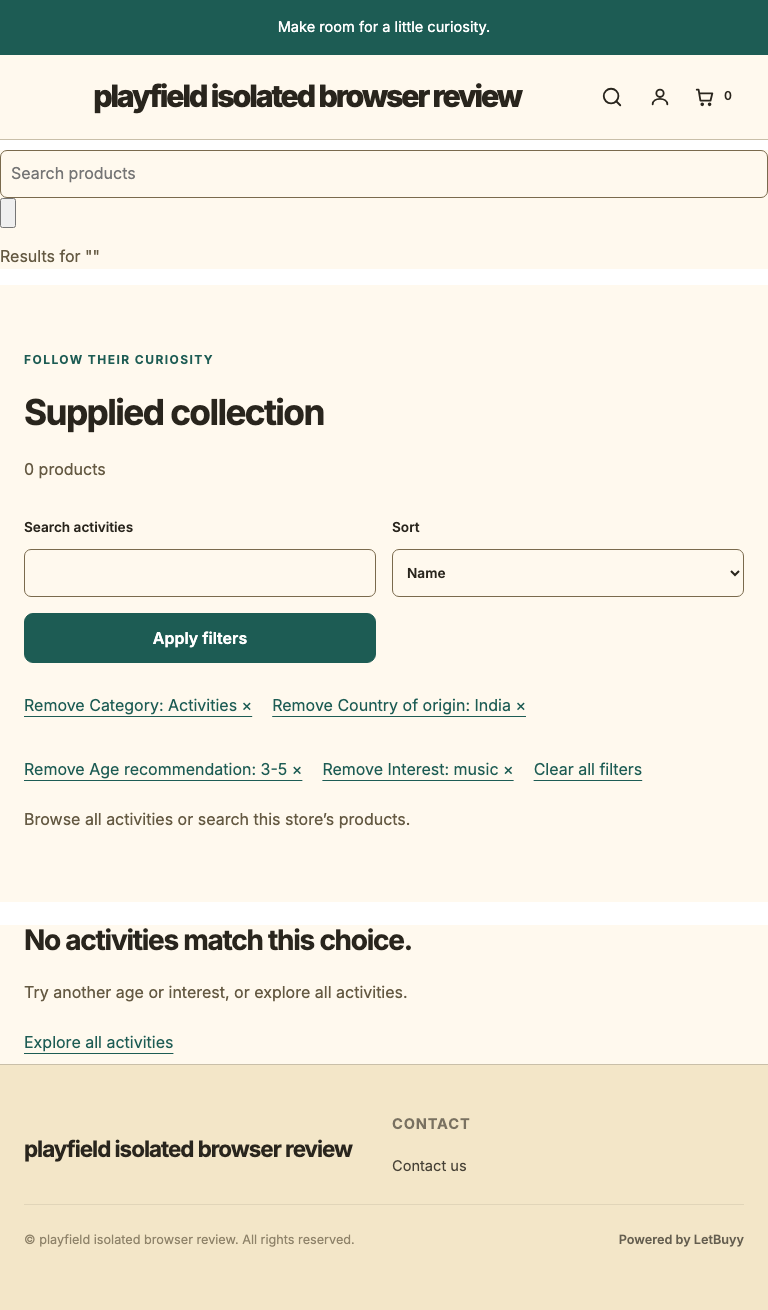 Make room for a little curiosity.
playfield isolated browser review
0
Search products
Results for ""
FOLLOW THEIR CURIOSITY
Supplied collection
0 products
Search activities
Sort
Name
Apply filters
Remove Category: Activities × Remove Country of origin: India ×
Remove Age recommendation: 3-5 × Remove Interest: music × Clear all filters
Browse all activities or search this store’s products.
No activities match this choice.
Try another age or interest, or explore all activities.
Explore all activities
playfield isolated browser review
CONTACT
Contact us
© playfield isolated browser review. All rights reserved.
Powered by LetBuyy